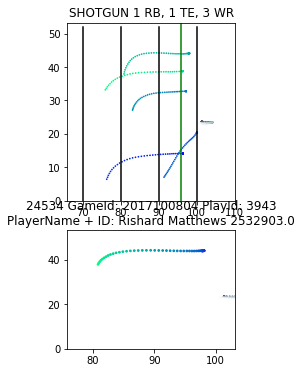 SHOTGUN 1 RB, 1 TE, 3 WR
50
40
30
20
10
0
70 80 90 100 110
24534 GameId: 2017100804 PlayId: 3943
PlayerName + ID: Rishard Matthews 2532903.0
40
20
0
80 90 100